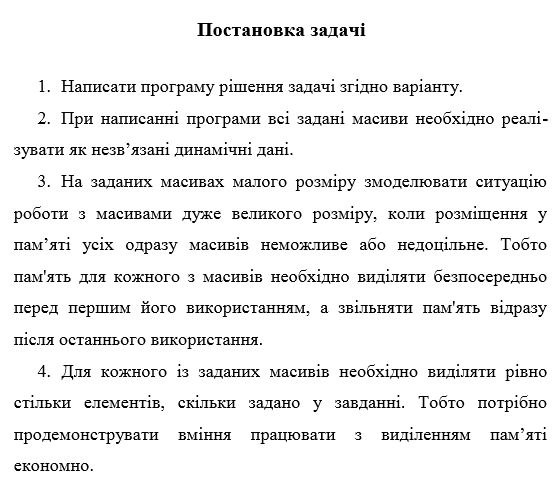 Постановка задачі
1. Написати програму рішення задачі згідно варіанту.
2. При написанні програми всі задані масиви необхідно реалі-
зувати як незв’язані динамічні дані.
3. На заданих масивах малого розміру змоделювати ситуацію
роботи з масивами дуже великого розміру, коли розміщення у
пам’яті усіх одразу масивів неможливе або недоцільне. Тобто
пам'ять для кожного з масивів необхідно виділяти безпосередньо
перед першим його використанням, а звільняти пам'ять відразу
після останнього використання.
4. Для кожного із заданих масивів необхідно виділяти рівно
стільки елементів, скільки задано у завданні. Тобто потрібно
продемонструвати вміння працювати з виділенням пам’яті
економно.